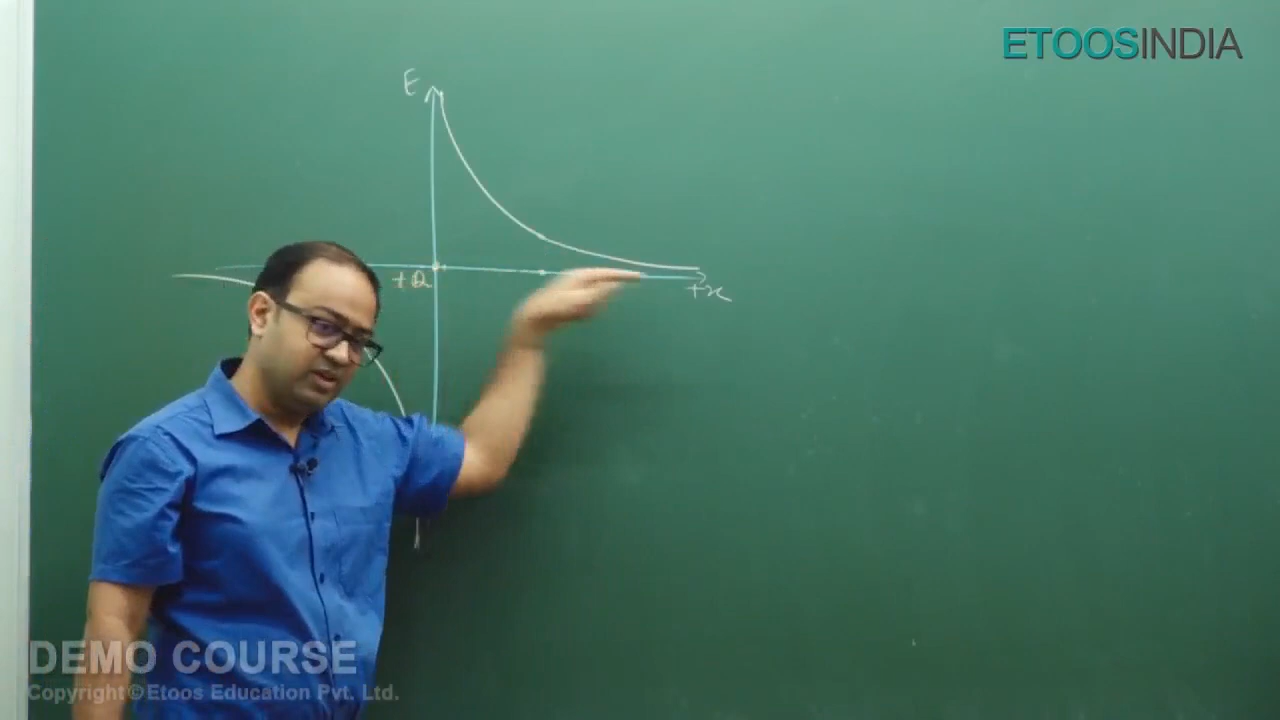 ETOOSINDIA
E
+Q
+x
DEMO COURSE
Copyright©Etoos Education Pvt. Ltd.